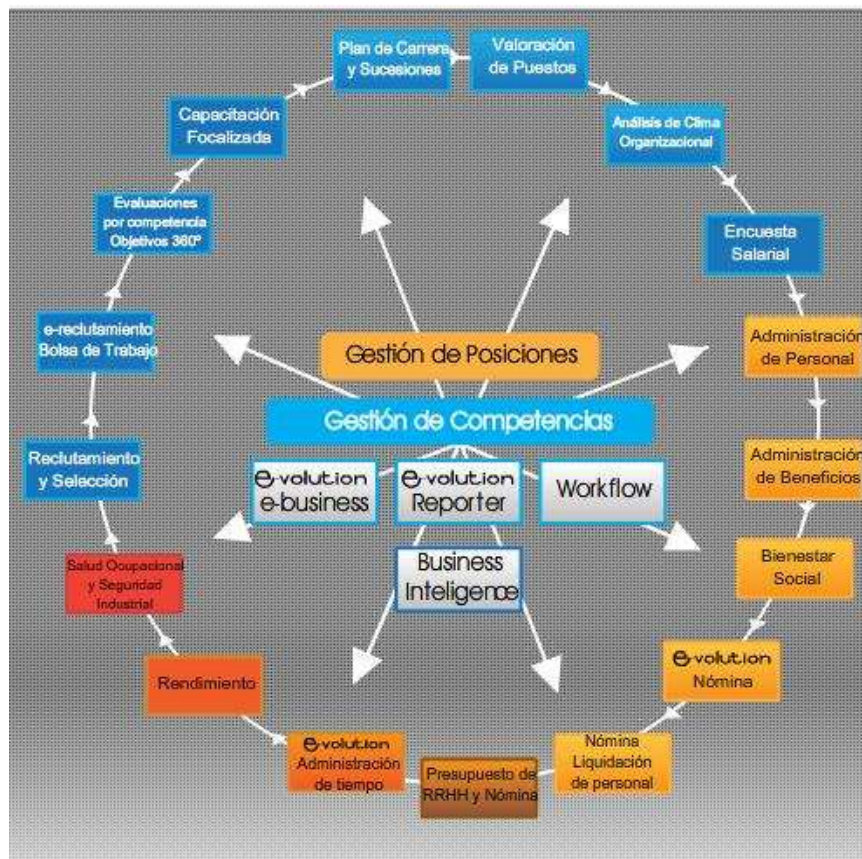 Plan de Carrera
y Sucesiones
Valoración
de Puestos
Capacitación
Focalizada
Análisis de Clima
Organizacional
Evaluaciones
por competencia
Objetivos 360º
Encuesta
Salarial
e-reclutamiento
Bolsa de Trabajo
Gestión de Posiciones
Administración
de Personal
Gestión de Competencias
Reclutamiento
y Selección
e-volution
e-business
e-volution
Reporter
Workflow
Administración
de Beneficios
Business
Inteligence
Salud Ocupacional
y Seguridad
Industrial
Bienestar
Social
Rendimiento
e-volution
Nómina
e-volution
Administración
de tiempo
Presupuesto de
RRHH y Nómina
Nómina
Liquidación
de personal